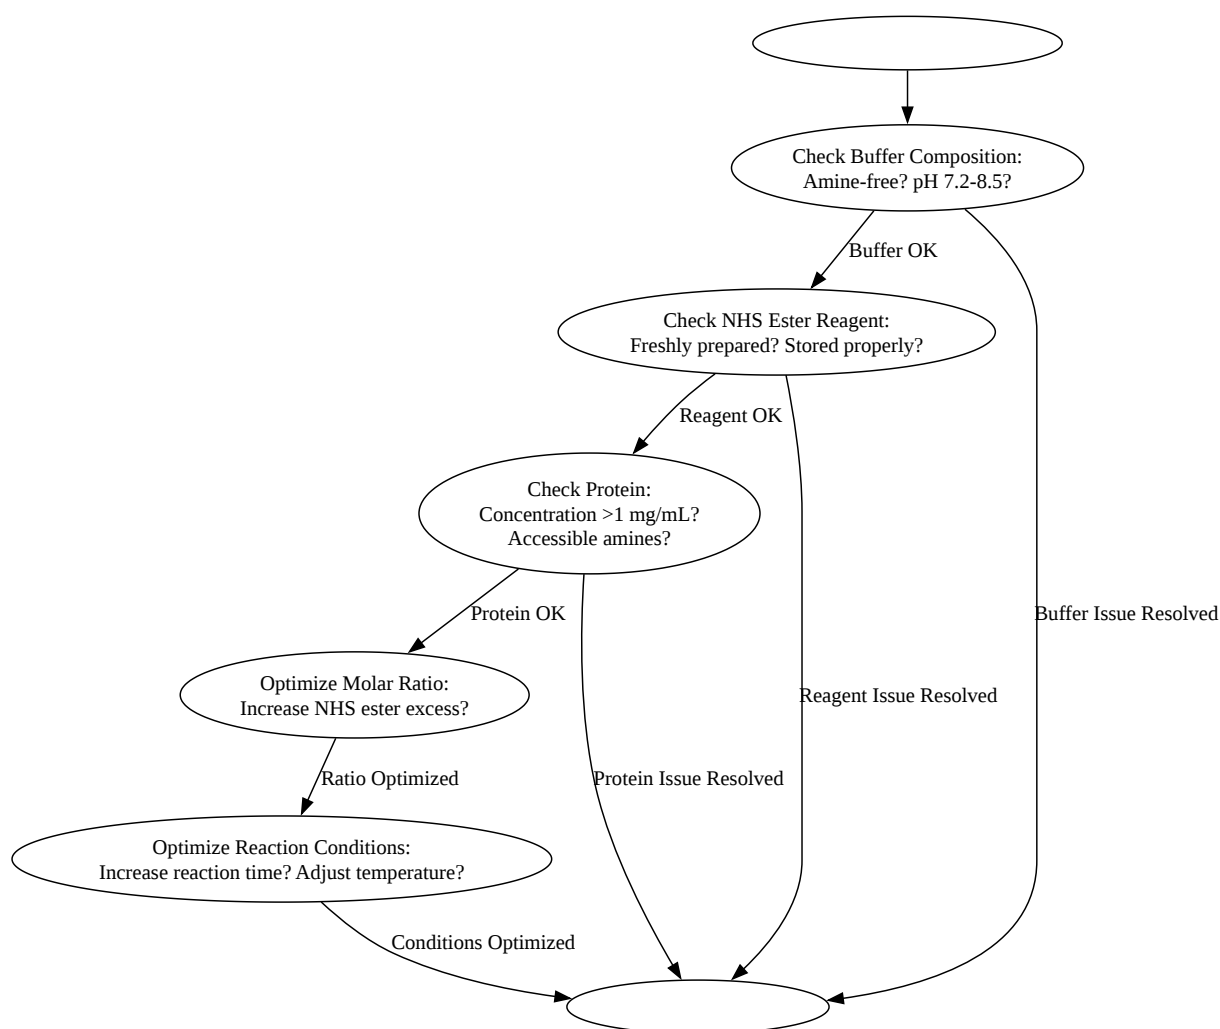 Check Buffer Composition:
Amine-free? pH 7.2-8.5?
Buffer OK
Check NHS Ester Reagent:
Freshly prepared? Stored properly?
Reagent OK
Check Protein:
Concentration >1 mg/mL?
Accessible amines?
Protein OK
Buffer Issue Resolved
Optimize Molar Ratio:
Increase NHS ester excess?
Reagent Issue Resolved
Ratio Optimized
Protein Issue Resolved
Optimize Reaction Conditions:
Increase reaction time? Adjust temperature?
Conditions Optimized